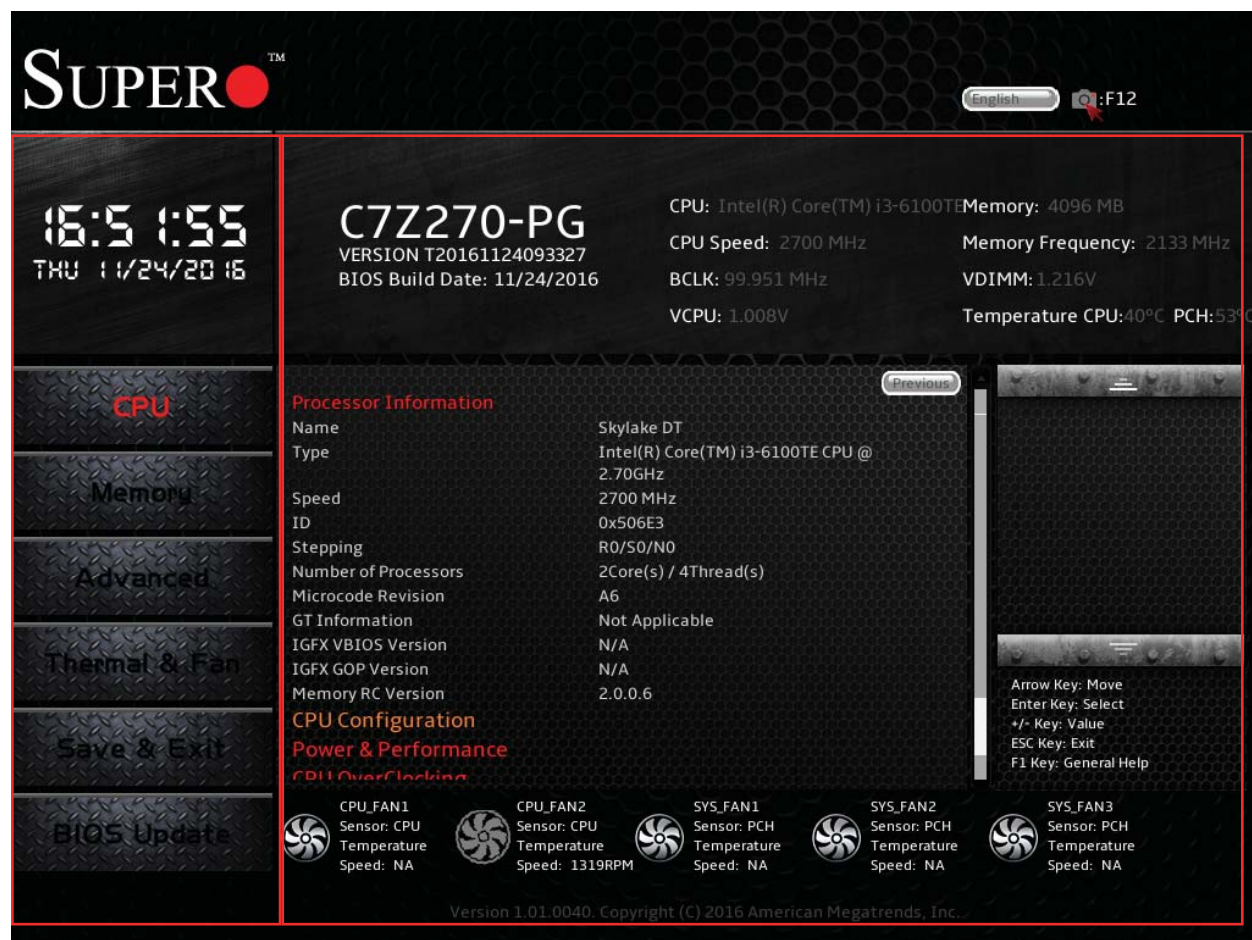 SUPER TM
English :F12
16:51:55
THU 11/24/2016
C7Z270-PG
VERSION T20161124093327
BIOS Build Date: 11/24/2016
CPU: Intel(R) Core(TM) i3-6100TE
CPU Speed: 2700 MHz
BCLK: 99.951 MHz
VCPU: 1.008V
Memory: 4096 MB
Memory Frequency: 2133 MHz
VDIMM: 1.216V
Temperature CPU:40°C PCH:53°C
CPU
Memory
Advanced
Thermal & Fan
Save & Exit
BIOS Update
Previous
Processor Information
Name Skylake DT
Type Intel(R) Core(TM) i3-6100TE CPU @
2.70GHz
Speed 2700 MHz
ID 0x506E3
Stepping R0/S0/N0
Number of Processors 2Core(s) / 4Thread(s)
Microcode Revision A6
GT Information Not Applicable
IGFX VBIOS Version N/A
IGFX GOP Version N/A
Memory RC Version 2.0.0.6
CPU Configuration
Power & Performance
CPU OverClocking
Arrow Key: Move
Enter Key: Select
+/- Key: Value
ESC Key: Exit
F1 Key: General Help
CPU_FAN1
Sensor: CPU
Temperature
Speed: NA
CPU_FAN2
Sensor: CPU
Temperature
Speed: 1319RPM
SYS_FAN1
Sensor: PCH
Temperature
Speed: NA
SYS_FAN2
Sensor: PCH
Temperature
Speed: NA
SYS_FAN3
Sensor: PCH
Temperature
Speed: NA
Version 1.01.0040. Copyright (C) 2016 American Megatrends, Inc.